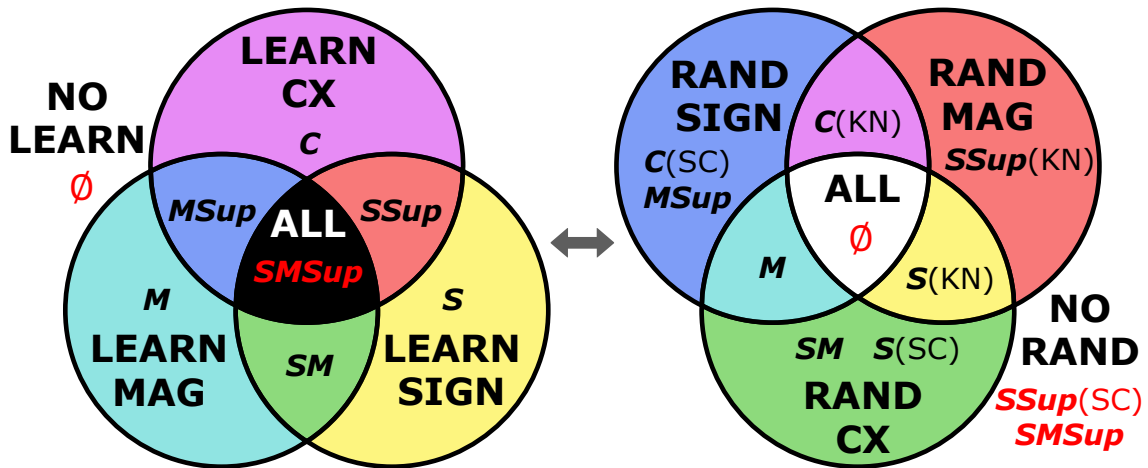 LEARN
CX
C
NO
LEARN
Ø
MSup
ALL
SMSup
SSup
M
LEARN
MAG
SM
S
LEARN
SIGN
RAND
SIGN
C(SC)
MSup
C(KN)
RAND
MAG
SSup(KN)
ALL
Ø
M
S(KN)
SM S(SC)
RAND
CX
NO
RAND
SSup(SC)
SMSup